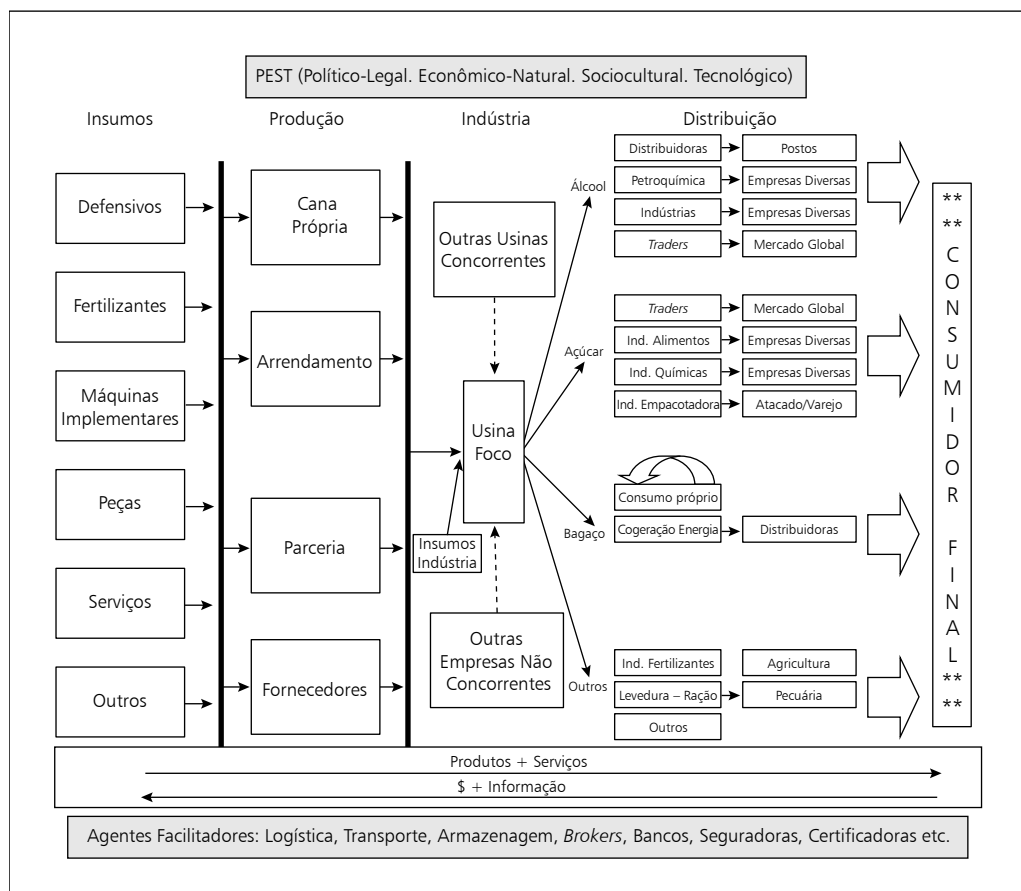 PEST (Político-Legal. Econômico-Natural. Sociocultural. Tecnológico)
Insumos
Produção
Indústria
Distribuição
Defensivos
Fertilizantes
Máquinas
Implementares
Peças
Serviços
Outros
Cana
Própria
Arrendamento
Parceria
Fornecedores
Outras Usinas
Concorrentes
Usina
Foco
Insumos
Indústria
Outras
Empresas Não
Concorrentes
Álcool
Açúcar
Bagaço
Outros
Distribuidoras
Postos
Petroquímica
Empresas Diversas
Indústrias
Empresas Diversas
Traders
Mercado Global
Traders
Mercado Global
Ind. Alimentos
Empresas Diversas
Ind. Químicas
Empresas Diversas
Ind. Empacotadora
Atacado/Varejo
Consumo próprio
Cogeração Energia
Distribuidoras
Ind. Fertilizantes
Agricultura
Levedura – Ração
Pecuária
Outros
** ** CONSUMIDOR FINAL** **
Produtos + Serviços
$ + Informação
Agentes Facilitadores: Logística, Transporte, Armazenagem, Brokers, Bancos, Seguradoras, Certificadoras etc.